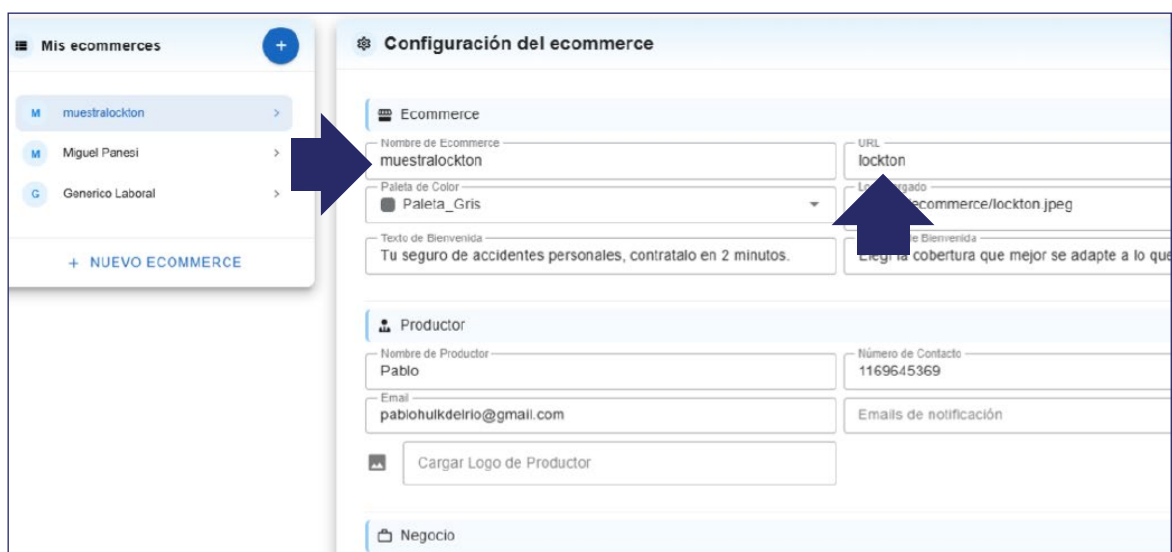 Mis ecommerces
+
M muestralockton >
M Miguel Panesi >
G Generico Laboral >
+ NUEVO ECOMMERCE
Configuración del ecommerce
Ecommerce
Nombre de Ecommerce
muestralockton
URL
lockton
Paleta de Color
Paleta_Gris
ecommerce/lockton.jpeg
Texto de Bienvenida
Tu seguro de accidentes personales, contratalo en 2 minutos.
Bienvenida
Elegí la cobertura que mejor se adapte a lo que
Productor
Nombre de Productor
Pablo
Número de Contacto
1169645369
Email
pablohulkdelrio@gmail.com
Emails de notificación
Cargar Logo de Productor
Negocio